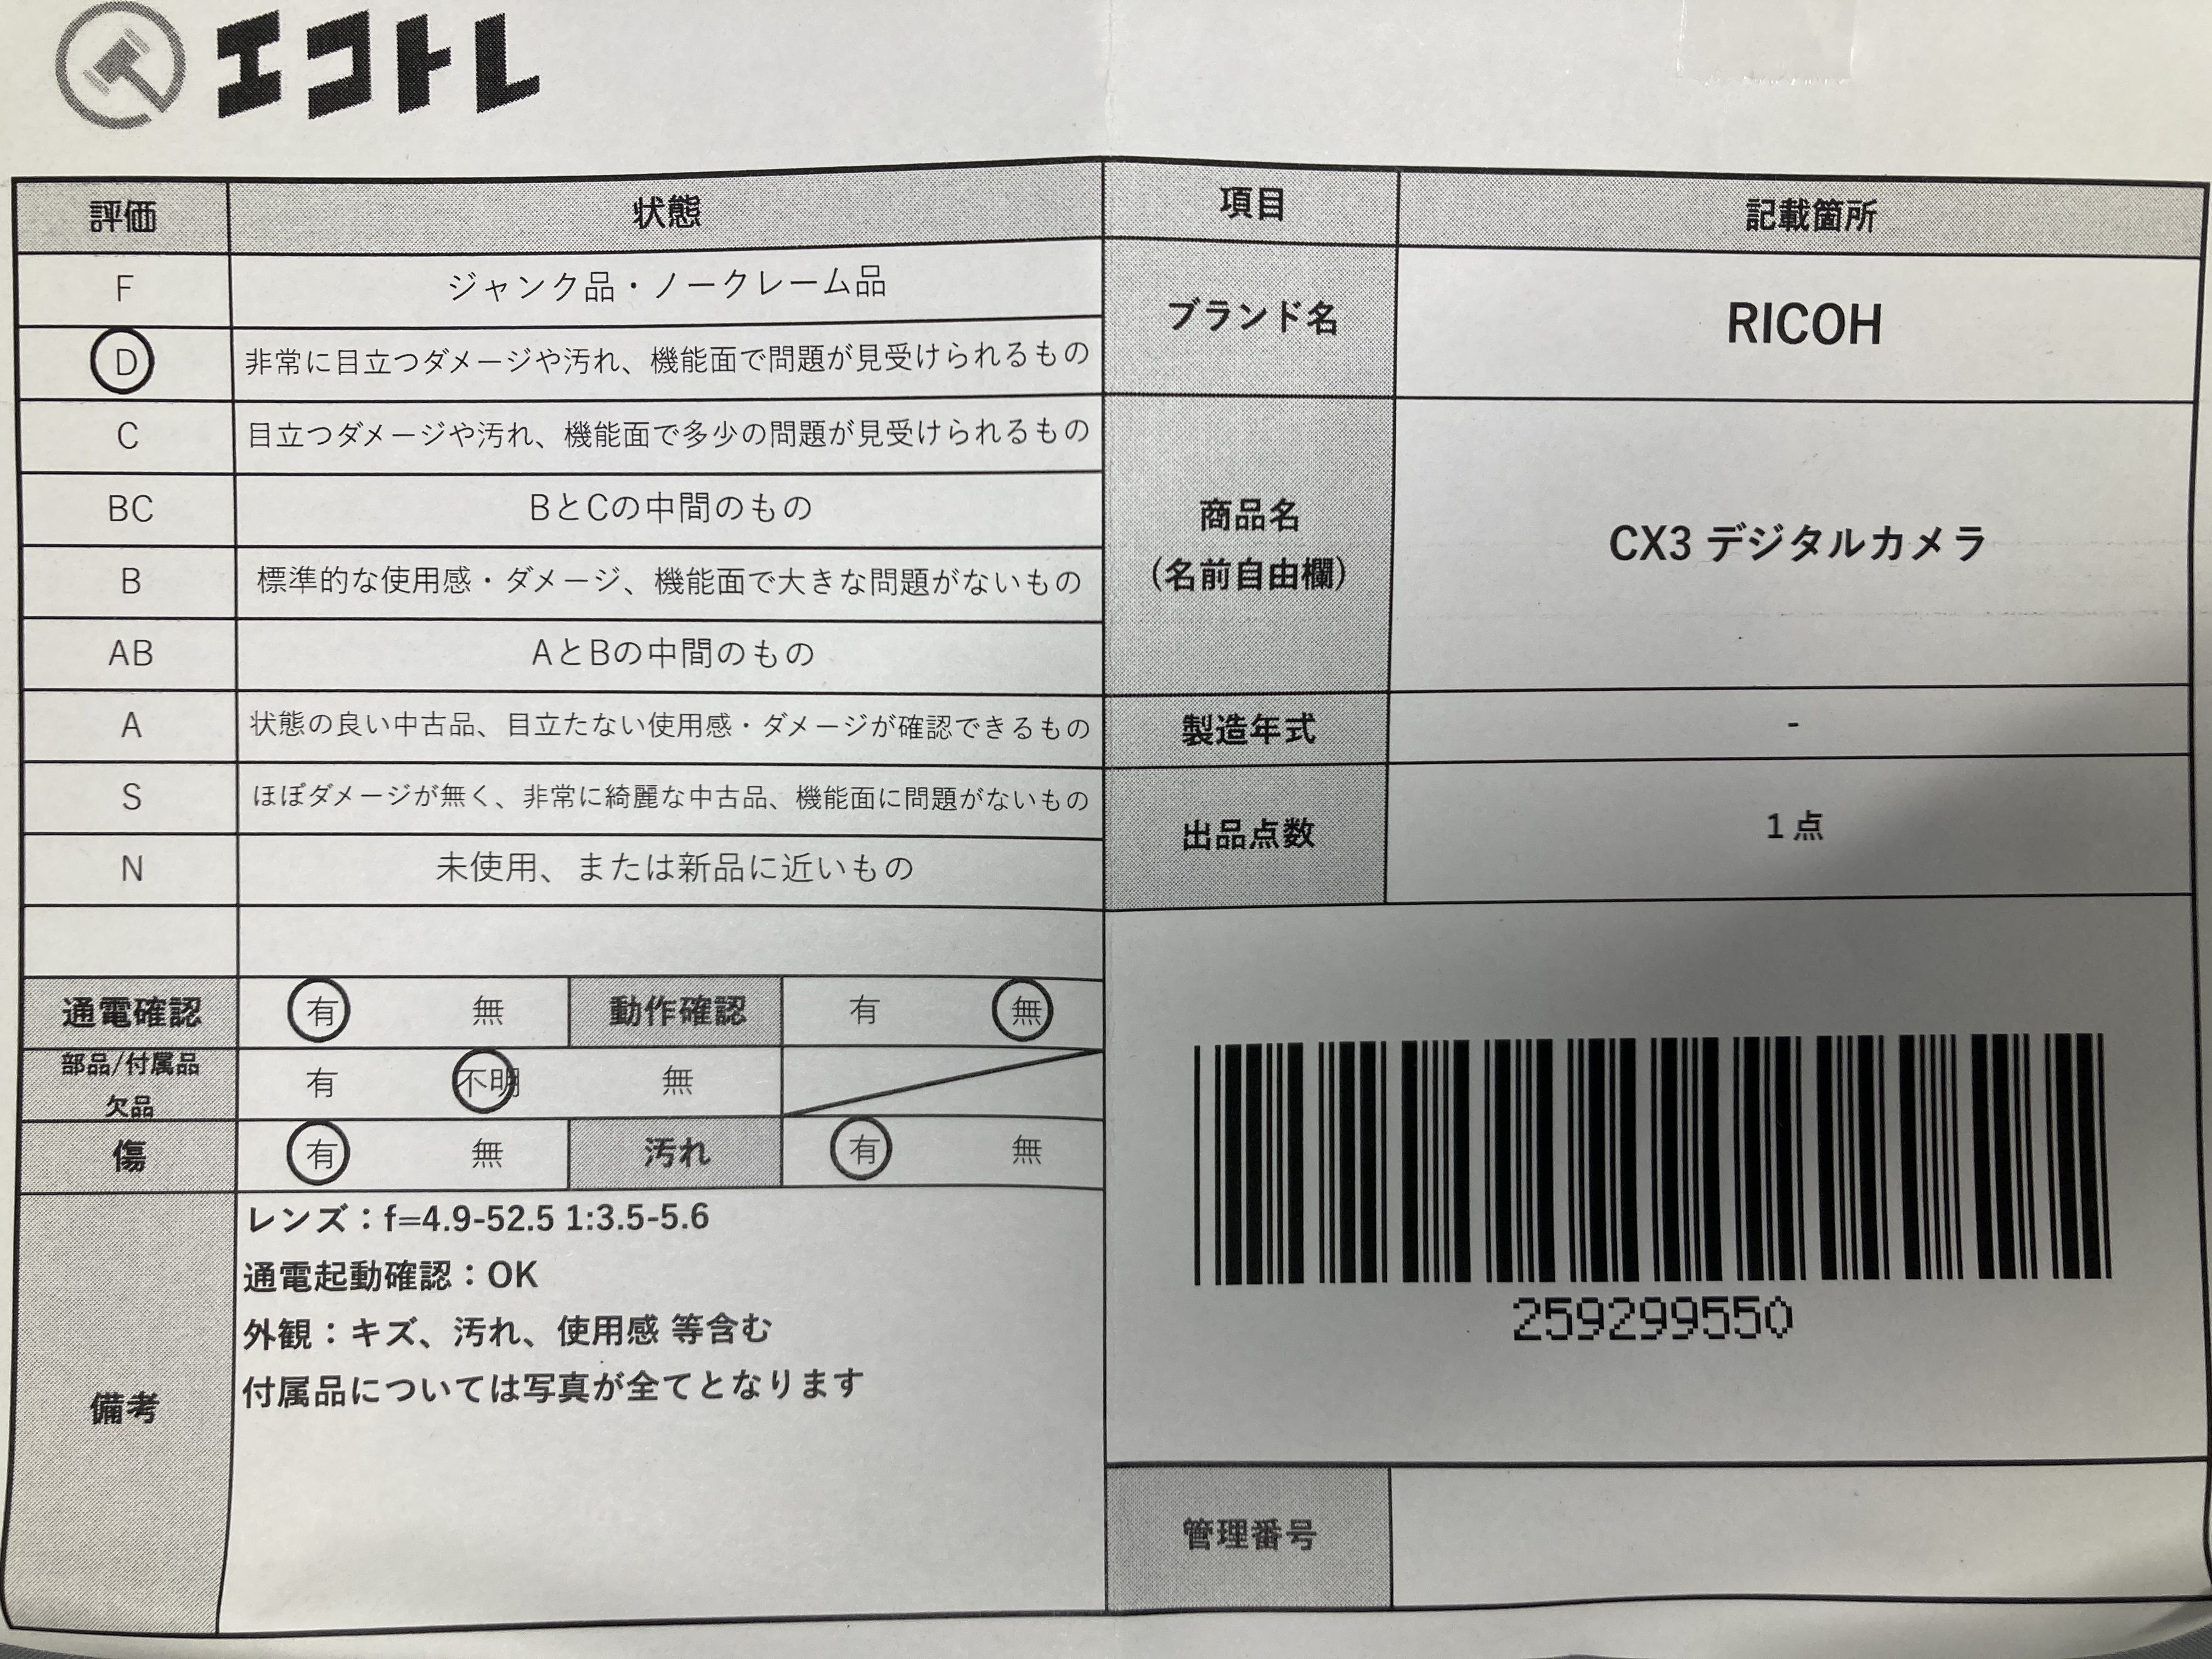 エコトレ
評価 状態
F ジャンク品・ノークレーム品
D 非常に目立つダメージや汚れ、機能面で問題が見受けられるもの
C 目立つダメージや汚れ、機能面で多少の問題が見受けられるもの
BC BとCの中間のもの
B 標準的な使用感・ダメージ、機能面で大きな問題がないもの
AB AとBの中間のもの
A 状態の良い中古品、目立たない使用感・ダメージが確認できるもの
S ほぼダメージが無く、非常に綺麗な中古品、機能面に問題がないもの
N 未使用、または新品に近いもの
通電確認 有 無 動作確認 有 無
部品/付属品
欠品 有 不明 無
傷 有 無 汚れ 有 無
備考
レンズ：f=4.9-52.5 1:3.5-5.6
通電起動確認：OK
外観：キズ、汚れ、使用感 等含む
付属品については写真が全てとなります
項目 記載箇所
ブランド名 RICOH
商品名
(名前自由欄)
CX3 デジタルカメラ
製造年式 -
出品点数 1点
259299550
管理番号